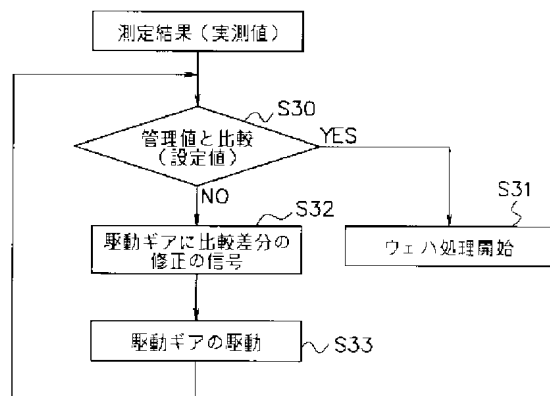 測定結果(実測値)
S30
管理値と比較
(設定値)
YES
NO
S32
S31
駆動ギアに比較差分の
修正の信号
ウェハ処理開始
駆動ギアの駆動
S33